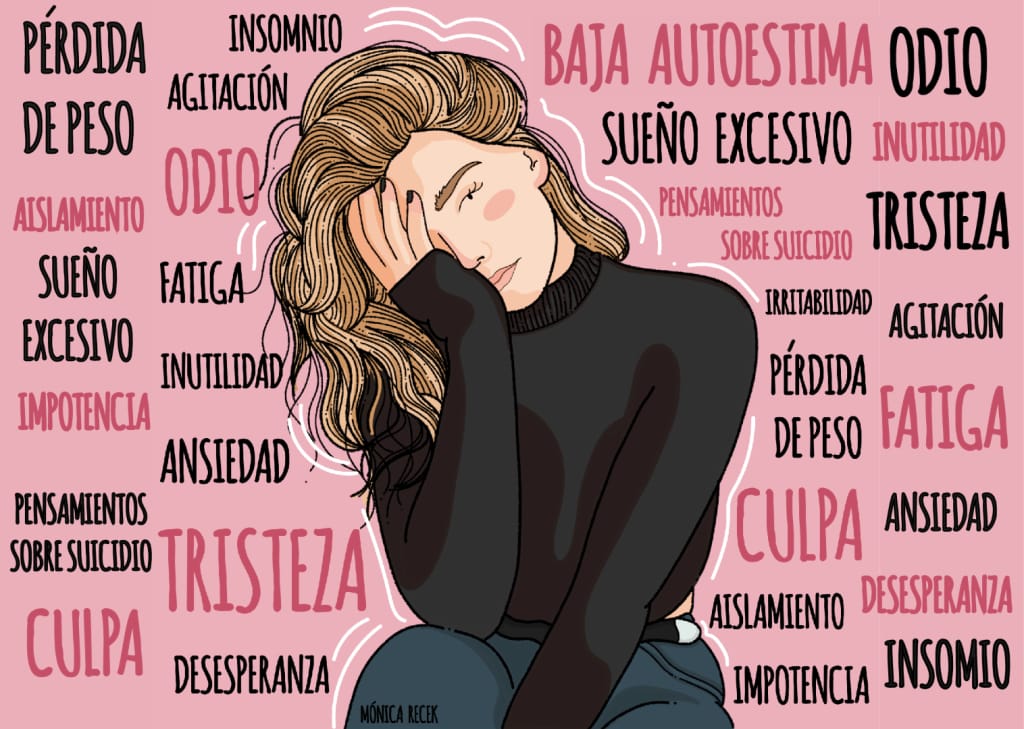 PÉRDIDA
DE PESO
AISLAMIENTO
SUEÑO
EXCESIVO
IMPOTENCIA
PENSAMIENTOS
SOBRE SUICIDIO
CULPA
INSOMNIO
AGITACIÓN
ODIO
FATIGA
INUTILIDAD
ANSIEDAD
TRISTEZA
DESESPERANZA
MÓNICA RECEK
BAJA AUTOESTIMA
SUEÑO EXCESIVO
PENSAMIENTOS
SOBRE SUICIDIO
IRRITABILIDAD
PÉRDIDA
DE PESO
CULPA
AISLAMIENTO
IMPOTENCIA
ODIO
INUTILIDAD
TRISTEZA
AGITACIÓN
FATIGA
ANSIEDAD
DESESPERANZA
INSOMIO